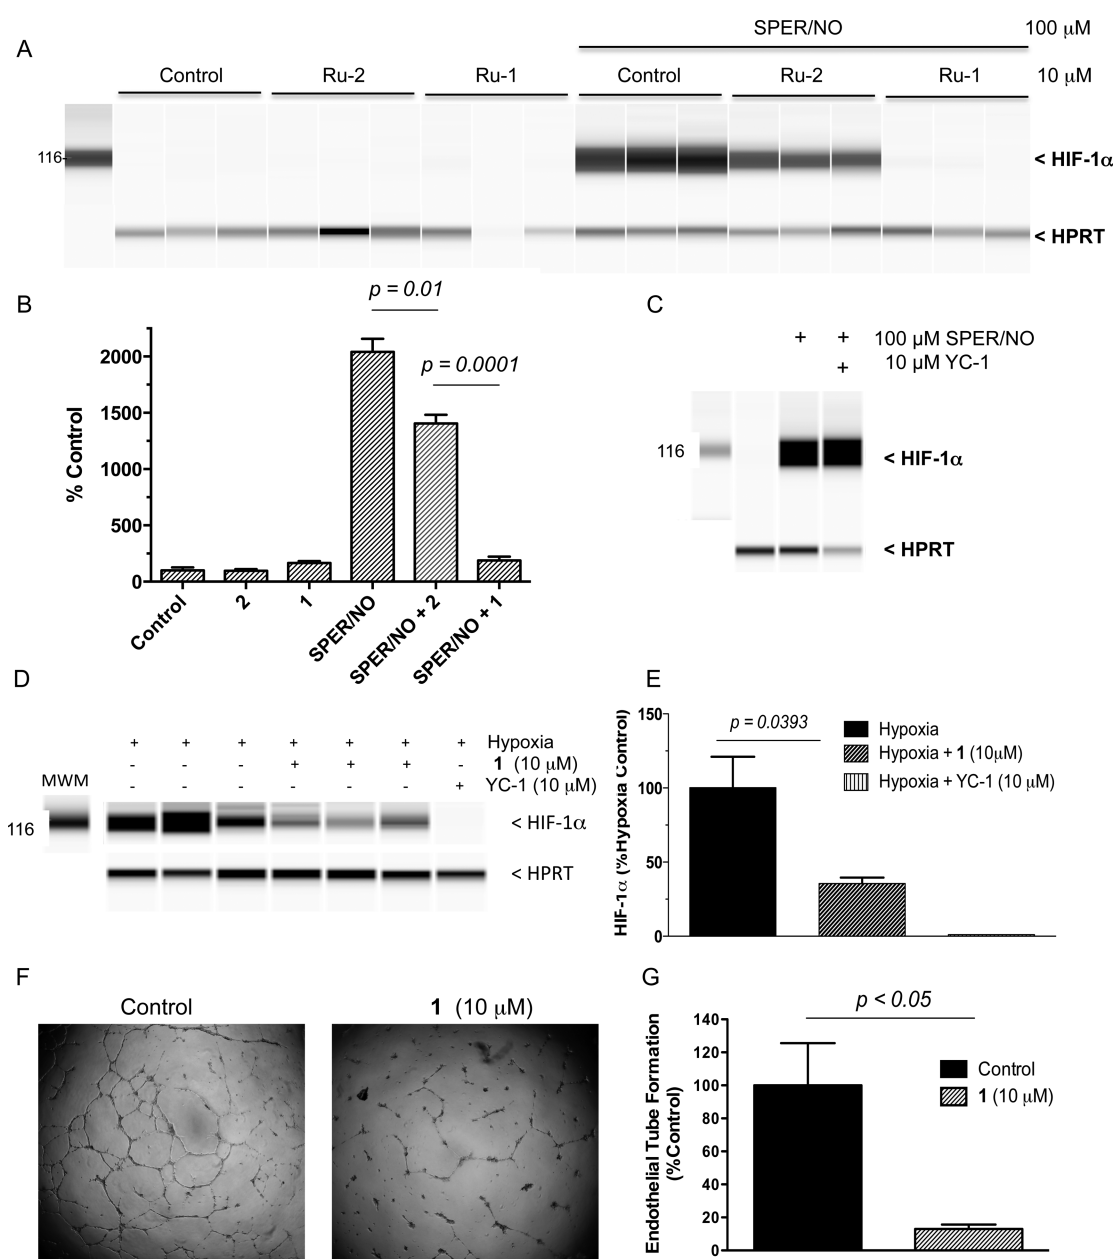 A
SPER/NO 100 μM
Control Ru-2 Ru-1 Control Ru-2 Ru-1 10 μM
116-
< HIF-1α
< HPRT
B
p = 0.01
p = 0.0001
% Control
2000
1500
1000
500
0
Control
2
1
SPER/NO
SPER/NO + 2
SPER/NO + 1
C
+ + 100 μM SPER/NO
+ 10 μM YC-1
116
< HIF-1α
< HPRT
D
+ + + + + + + Hypoxia
- - - + + + - 1 (10 μM)
- - - - - - + YC-1 (10 μM)
MWM
116
< HIF-1α
< HPRT
E
HIF-1α (%Hypoxia Control)
150
100
50
0
p = 0.0393
Hypoxia
Hypoxia + 1 (10μM)
Hypoxia + YC-1 (10 μM)
F
Control
1 (10 μM)
G
p < 0.05
Endothelial Tube Formation
(%Control)
140
120
100
80
60
40
20
0
Control
1 (10 μM)